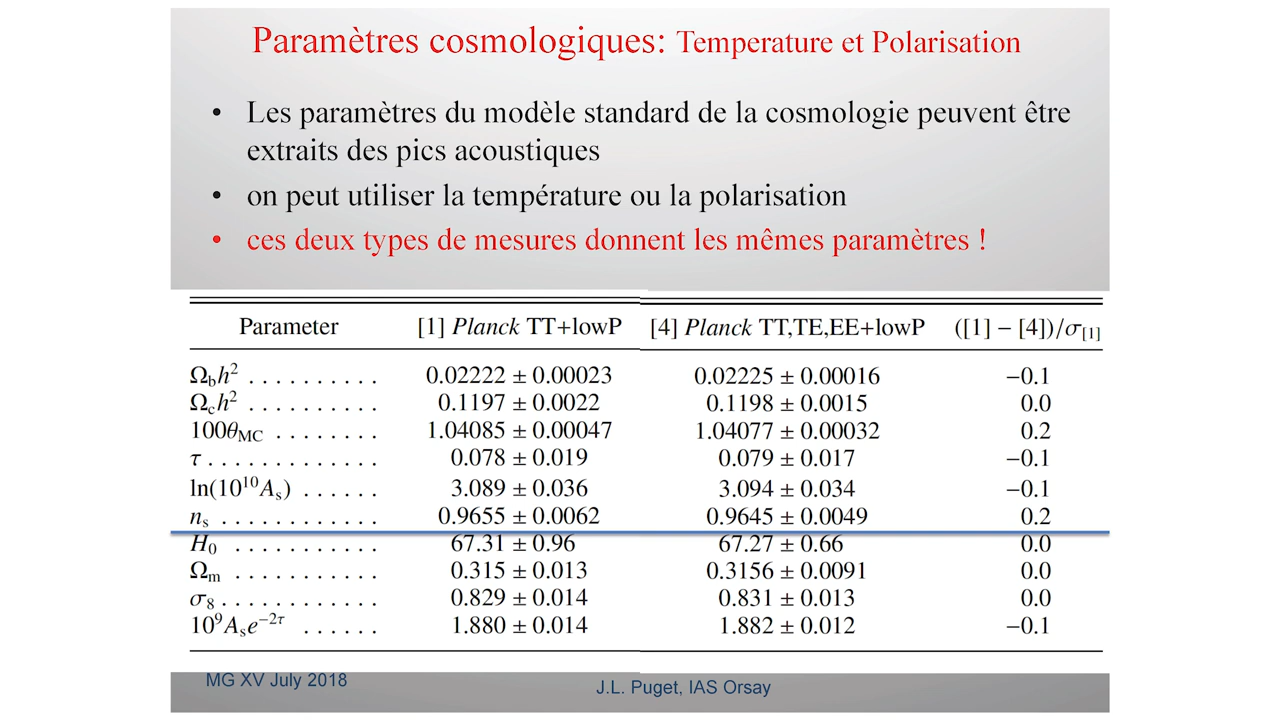 Paramètres cosmologiques: Temperature et Polarisation
• Les paramètres du modèle standard de la cosmologie peuvent être
extraits des pics acoustiques
• on peut utiliser la température ou la polarisation
• ces deux types de mesures donnent les mêmes paramètres !
Parameter [1] Planck TT+lowP [4] Planck TT,TE,EE+lowP ([1] − [4])/σ[1]
Ωbh² . . . . . . . . . . 0.02222 ± 0.00023 0.02225 ± 0.00016 −0.1
Ωch² . . . . . . . . . . 0.1197 ± 0.0022 0.1198 ± 0.0015 0.0
100θMC . . . . . . . . 1.04085 ± 0.00047 1.04077 ± 0.00032 0.2
τ . . . . . . . . . . . . . 0.078 ± 0.019 0.079 ± 0.017 −0.1
ln(10¹⁰As) . . . . . . 3.089 ± 0.036 3.094 ± 0.034 −0.1
ns . . . . . . . . . . . . 0.9655 ± 0.0062 0.9645 ± 0.0049 0.2
H0 . . . . . . . . . . . 67.31 ± 0.96 67.27 ± 0.66 0.0
Ωm . . . . . . . . . . . 0.315 ± 0.013 0.3156 ± 0.0091 0.0
σ8 . . . . . . . . . . . . 0.829 ± 0.014 0.831 ± 0.013 0.0
10⁹Ase⁻²τ . . . . . . 1.880 ± 0.014 1.882 ± 0.012 −0.1
MG XV July 2018
J.L. Puget, IAS Orsay